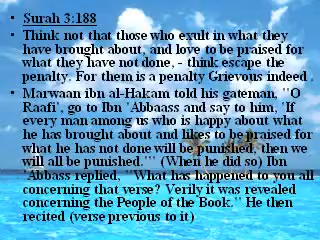 • Surah 3:188
• Think not that those who exult in what they
have brought about, and love to be praised for
what they have not done, - think escape the
penalty. For them is a penalty Grievous indeed .
• Marwaan ibn al-Hakam told his gateman, "O
Raafi', go to Ibn 'Abbaass and say to him, 'If
every man among us who is happy about what
he has brought about and likes to be praised for
what he has not done will be punished, then we
will all be punished.'" (When he did so) Ibn
'Abbass replied, "What has happened to you all
concerning that verse? Verily it was revealed
concerning the People of the Book." He then
recited (verse previous to it)